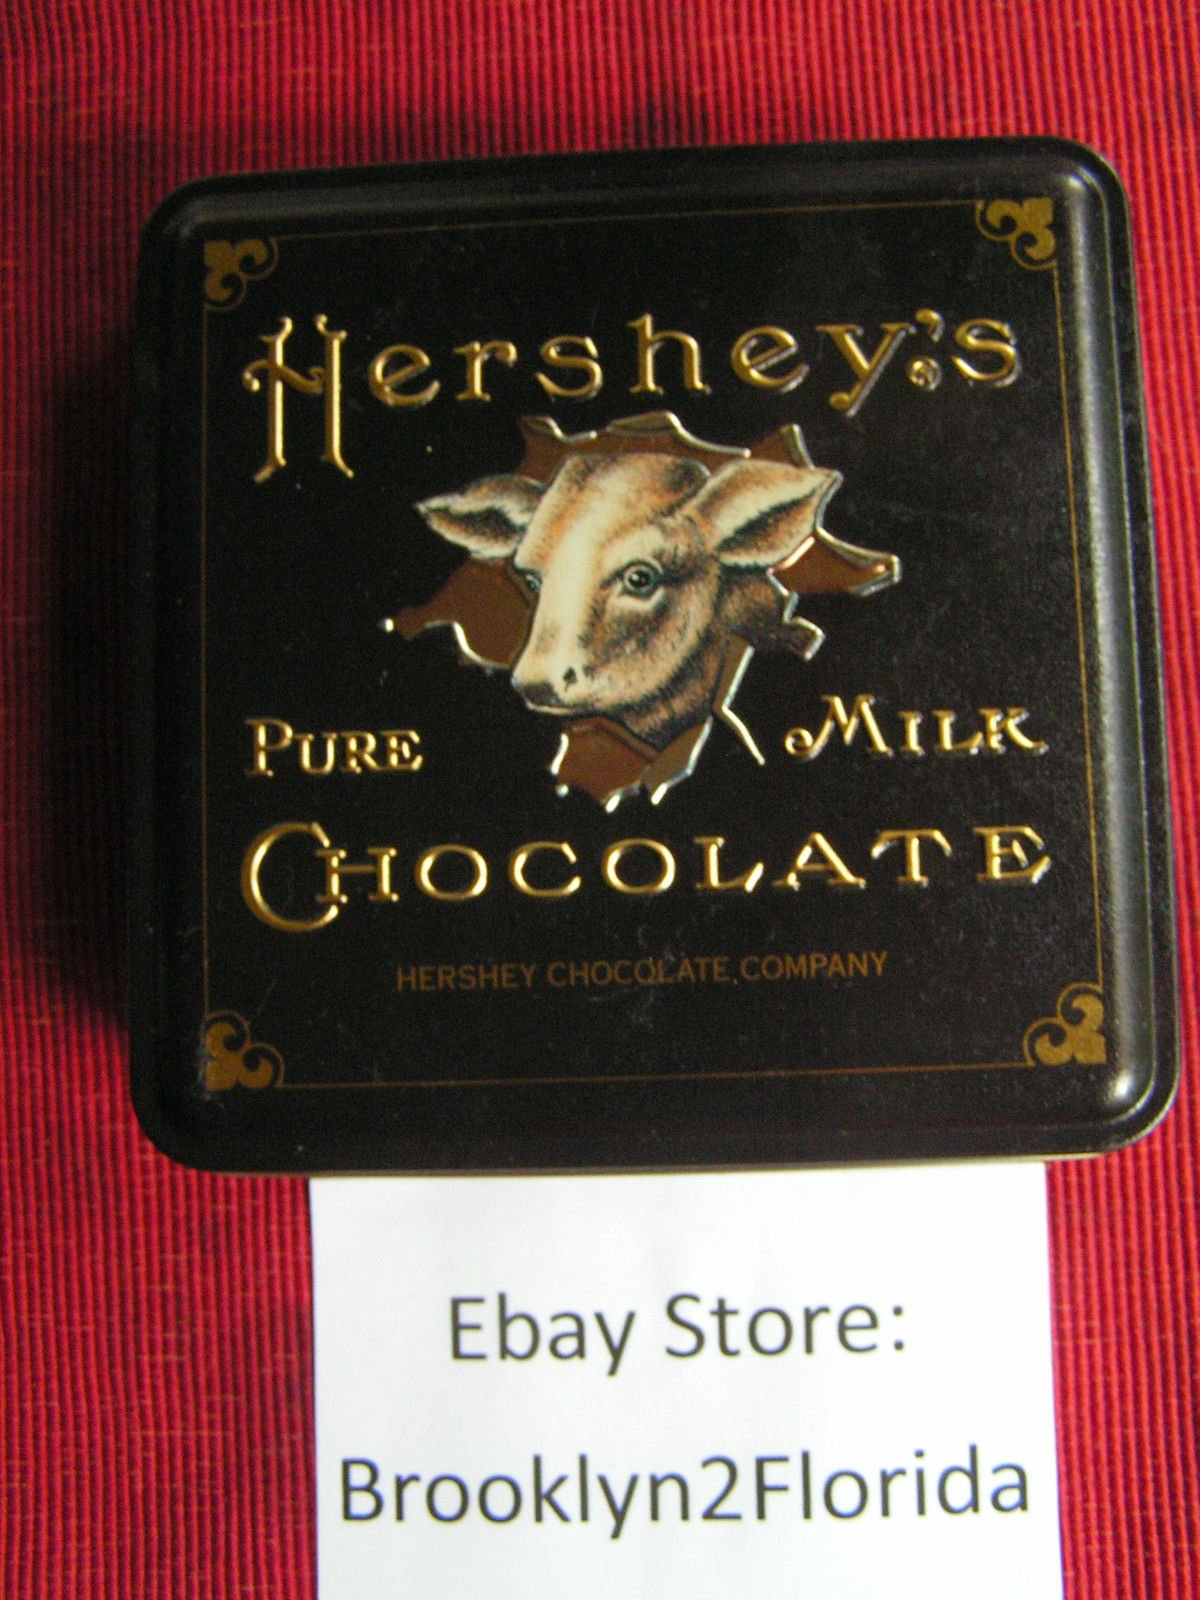 Hershey's®
PURE MILK
CHOCOLATE
HERSHEY CHOCOLATE COMPANY
Ebay Store:
Brooklyn2Florida